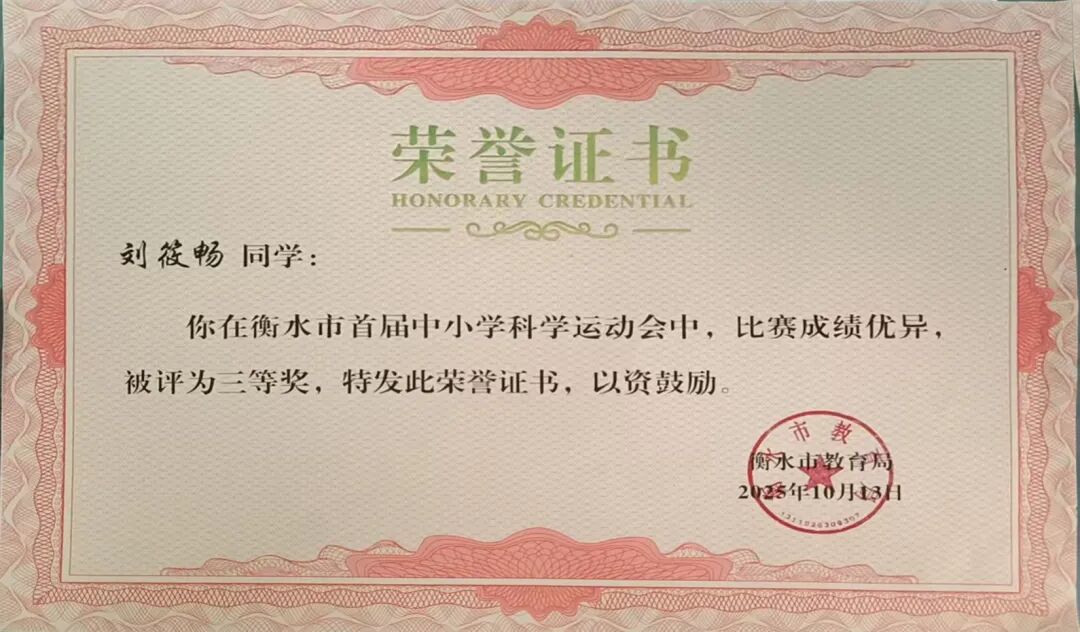 荣誉证书
HONORARY CREDENTIAL
刘筱畅 同学：
你在衡水市首届中小学科学运动会中，比赛成绩优异，
被评为三等奖，特发此荣誉证书，以资鼓励。
衡水市教育局
2025年10月13日